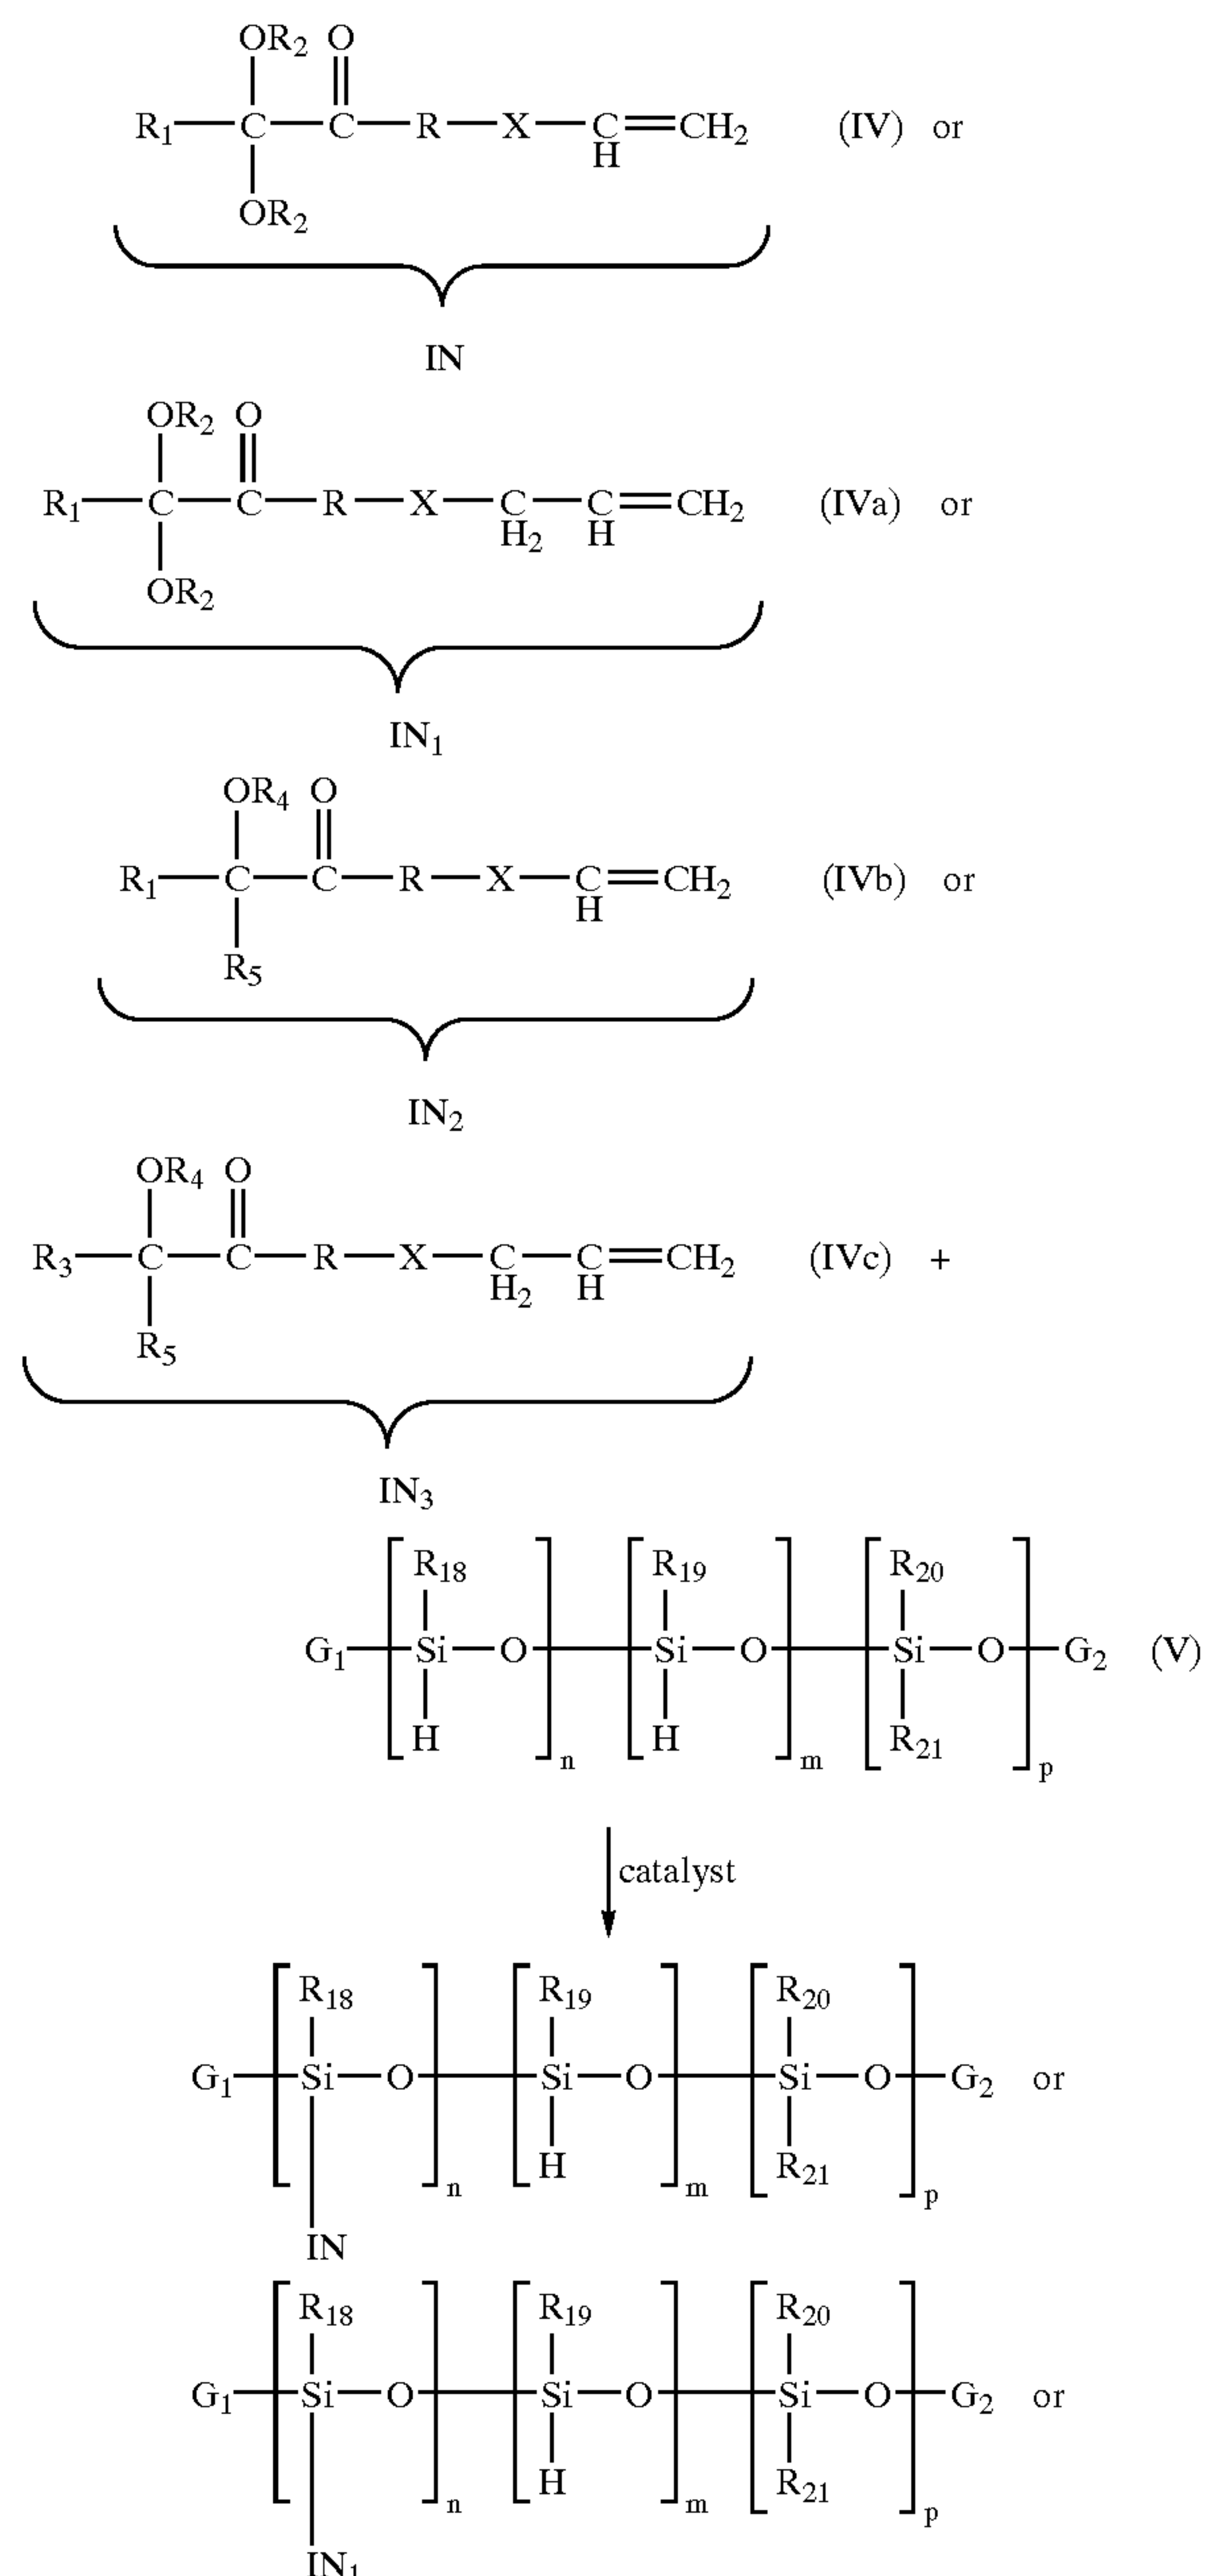 OR2 O
R1 C C R X C CH2 (IV) or
H
OR2
IN
OR2 O
R1 C C R X C C CH2 (IVa) or
H2 H
OR2
IN1
OR4 O
R1 C C R X C CH2 (IVb) or
H
R5
IN2
OR4 O
R3 C C R X C C CH2 (IVc) +
H2 H
R5
IN3
R18 R19 R20
G1 Si O Si O Si O G2 (V)
H H R21
n m p
catalyst
R18 R19 R20
G1 Si O Si O Si O G2 or
H R21
n m p
IN
R18 R19 R20
G1 Si O Si O Si O G2 or
H R21
n m p
IN1